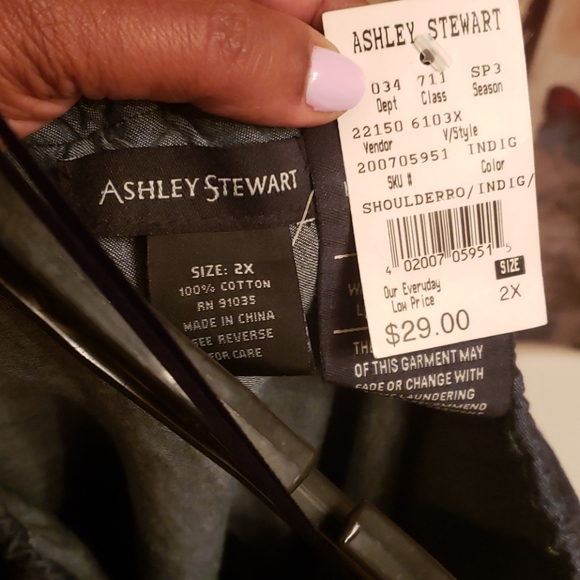 ASHLEY STEWART
034 711 SP3
Dept Class Season
22150 6103X
Vendor V/Style
200705951 INDIG
SKU # Color
SHOULDERRO/INDIG/
4 02007 05951 5
SIZE
Our Everyday
Low Price
2X
$29.00
ASHLEY STEWART
SIZE: 2X
100% COTTON
RN 91035
MADE IN CHINA
SEE REVERSE
FOR CARE
OF THIS GARMENT MAY
FADE OR CHANGE WITH
LAUNDERING